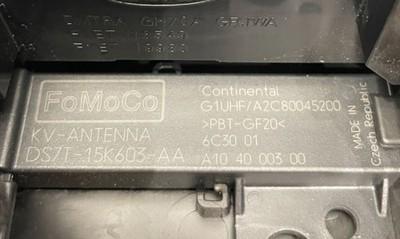 FoMoCo
KV-ANTENNA
DS7T-15K603-AA
Continental
G1UHF/A2C80045200
>PBT-GF20<
6C30 01
A10 40 003 00
MADE IN
Czech Republic